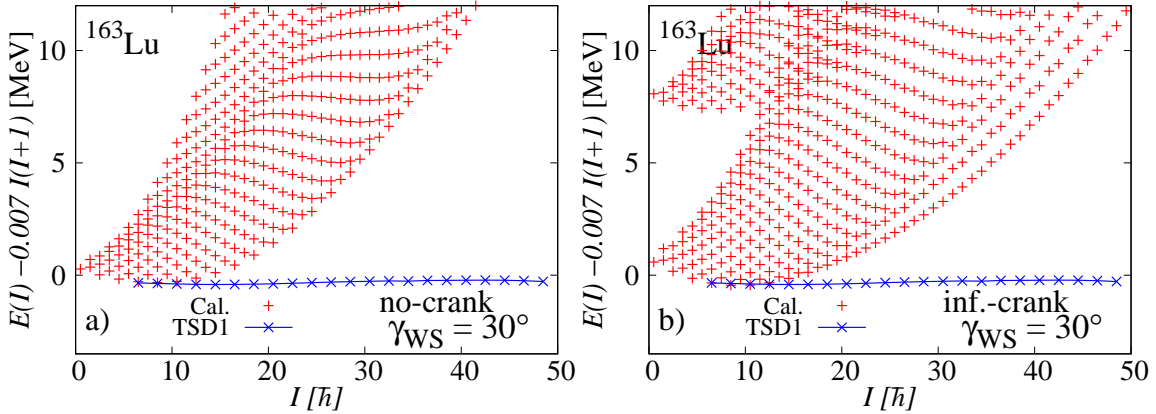 E(I) −0.007 I(I+1) [MeV]
10
5
0
¹⁶³Lu
a)
Cal.
TSD1
no-crank
γWS = 30°
0 10 20 30 40 50
I [ħ]
E(I) −0.007 I(I+1) [MeV]
10
5
0
¹⁶³Lu
b)
Cal.
TSD1
inf.-crank
γWS = 30°
0 10 20 30 40 50
I [ħ]